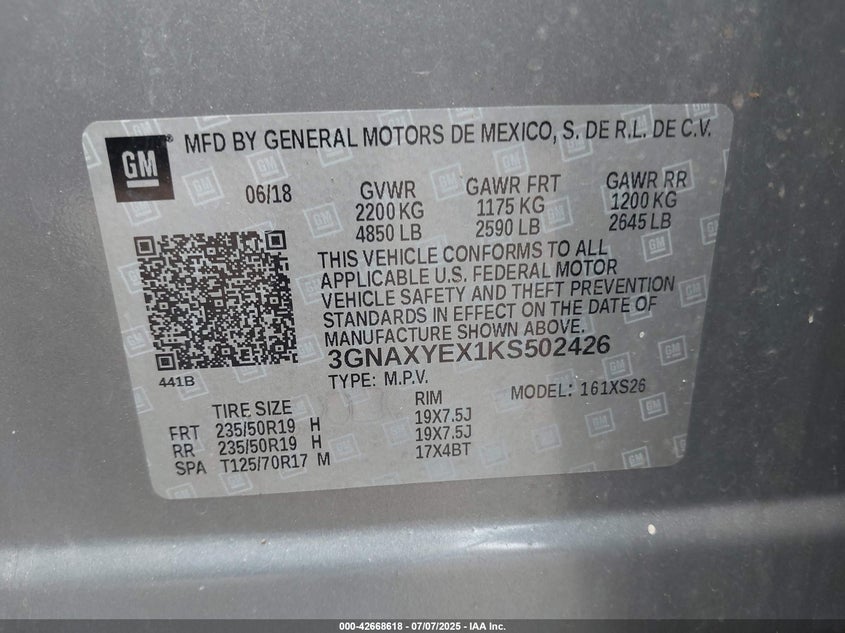 GM
MFD BY GENERAL MOTORS DE MEXICO, S. DE R.L. DE C.V.
06/18 GVWR GAWR FRT GAWR RR
2200 KG 1175 KG 1200 KG
4850 LB 2590 LB 2645 LB
THIS VEHICLE CONFORMS TO ALL
APPLICABLE U.S. FEDERAL MOTOR
VEHICLE SAFETY AND THEFT PREVENTION
STANDARDS IN EFFECT ON THE DATE OF
MANUFACTURE SHOWN ABOVE.
3GNAXYEX1KS502426
441B
TYPE: M.P.V. MODEL: 161XS26
TIRE SIZE RIM
FRT 235/50R19 H 19X7.5J
RR 235/50R19 H 19X7.5J
SPA T125/70R17 M 17X4BT
000-42668618 - 07/07/2025 - IAA Inc.